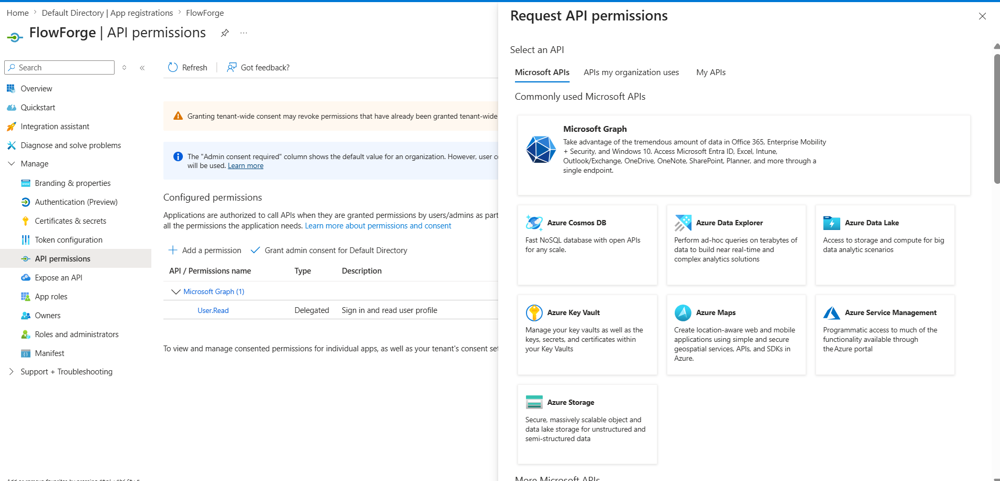 Home > Default Directory | App registrations > FlowForge
FlowForge | API permissions
Search
Overview
Quickstart
Integration assistant
Diagnose and solve problems
Manage
Branding & properties
Authentication (Preview)
Certificates & secrets
Token configuration
API permissions
Expose an API
App roles
Owners
Roles and administrators
Manifest
Support + Troubleshooting
Refresh
Got feedback?
Granting tenant-wide consent may revoke permissions that have already been granted tenant-wide
The "Admin consent required" column shows the default value for an organization. However, user c
will be used. Learn more
Configured permissions
Applications are authorized to call APIs when they are granted permissions by users/admins as part
all the permissions the application needs. Learn more about permissions and consent
Add a permission
Grant admin consent for Default Directory
API / Permissions name Type Description
Microsoft Graph (1)
User.Read Delegated Sign in and read user profile
To view and manage consented permissions for individual apps, as well as your tenant's consent set
Request API permissions
Select an API
Microsoft APIs APIs my organization uses My APIs
Commonly used Microsoft APIs
Microsoft Graph
Take advantage of the tremendous amount of data in Office 365, Enterprise Mobility
+ Security, and Windows 10. Access Microsoft Entra ID, Excel, Intune,
Outlook/Exchange, OneDrive, OneNote, SharePoint, Planner, and more through a
single endpoint.
Azure Cosmos DB
Fast NoSQL database with open APIs
for any scale.
Azure Data Explorer
Perform ad-hoc queries on terabytes of
data to build near real-time and
complex analytics solutions
Azure Data Lake
Access to storage and compute for big
data analytic scenarios
Azure Key Vault
Manage your key vaults as well as the
keys, secrets, and certificates within
your Key Vaults
Azure Maps
Create location-aware web and mobile
applications using simple and secure
geospatial services, APIs, and SDKs in
Azure.
Azure Service Management
Programmatic access to much of the
functionality available through
the Azure portal
Azure Storage
Secure, massively scalable object and
data lake storage for unstructured and
semi-structured data
More Microsoft APIs